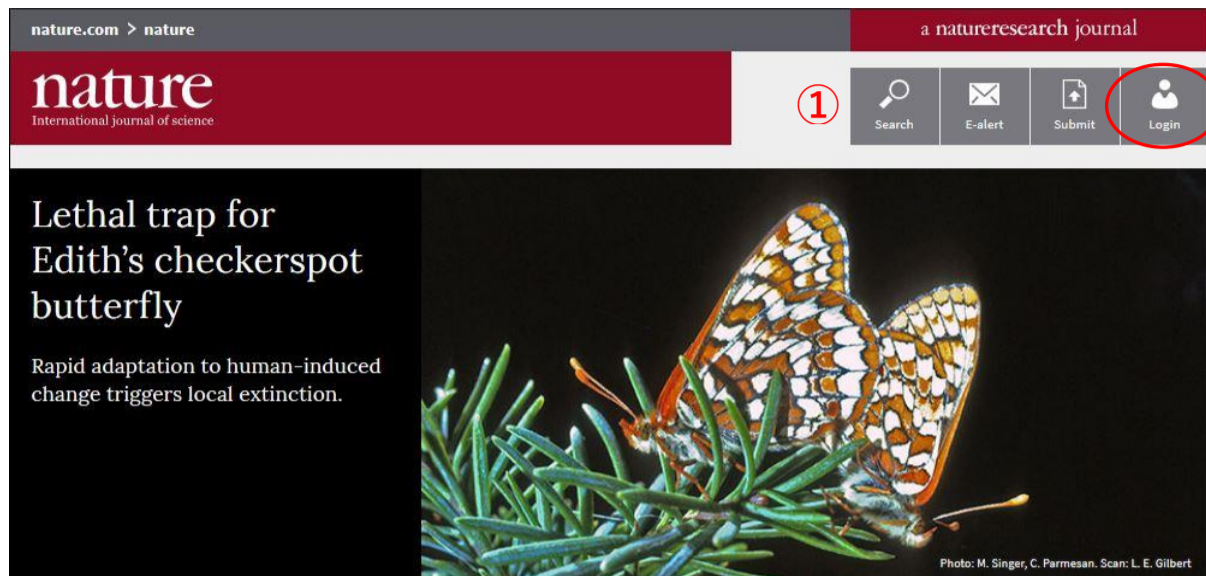 nature.com > nature
a natureresearch journal
nature
International journal of science
①
Search
E-alert
Submit
Login
Lethal trap for
Edith’s checkerspot
butterfly
Rapid adaptation to human-induced
change triggers local extinction.
Photo: M. Singer, C. Parmesan. Scan: L. E. Gilbert